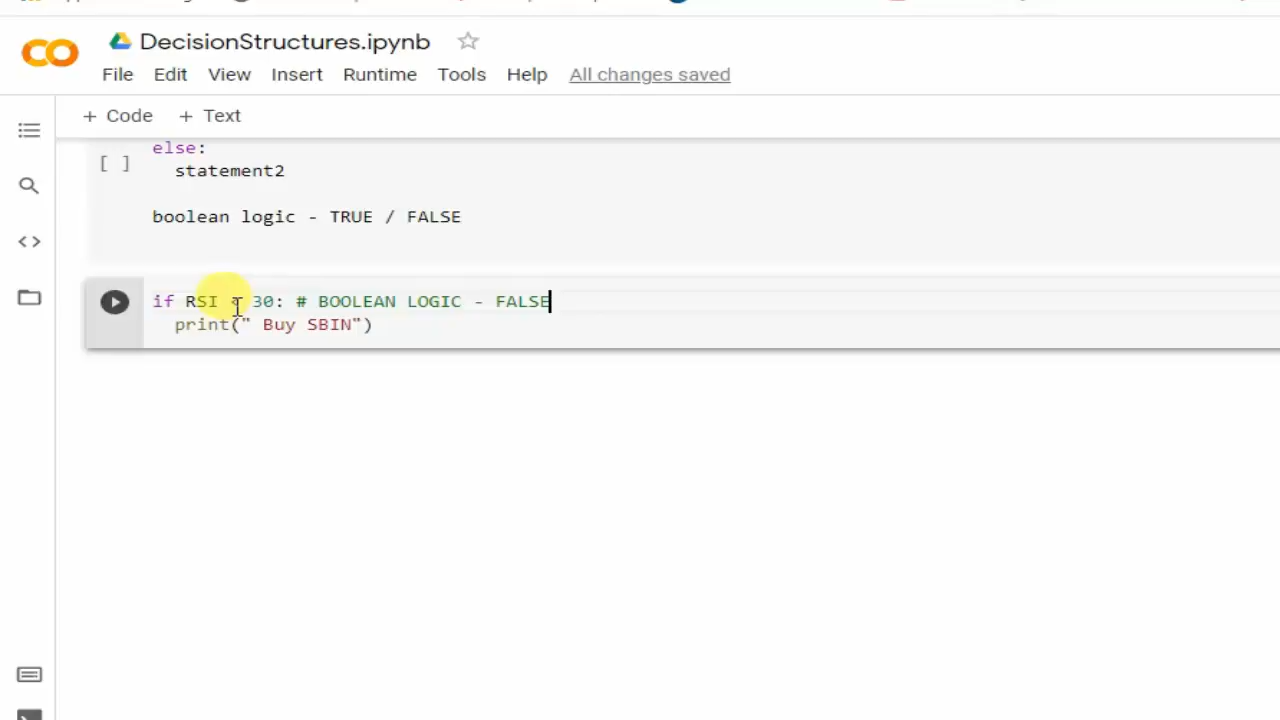 DecisionStructures.ipynb
File Edit View Insert Runtime Tools Help All changes saved
+ Code + Text
else:
[ ]
statement2
boolean logic - TRUE / FALSE
if RSI 30: # BOOLEAN LOGIC - FALSE
print(" Buy SBIN")